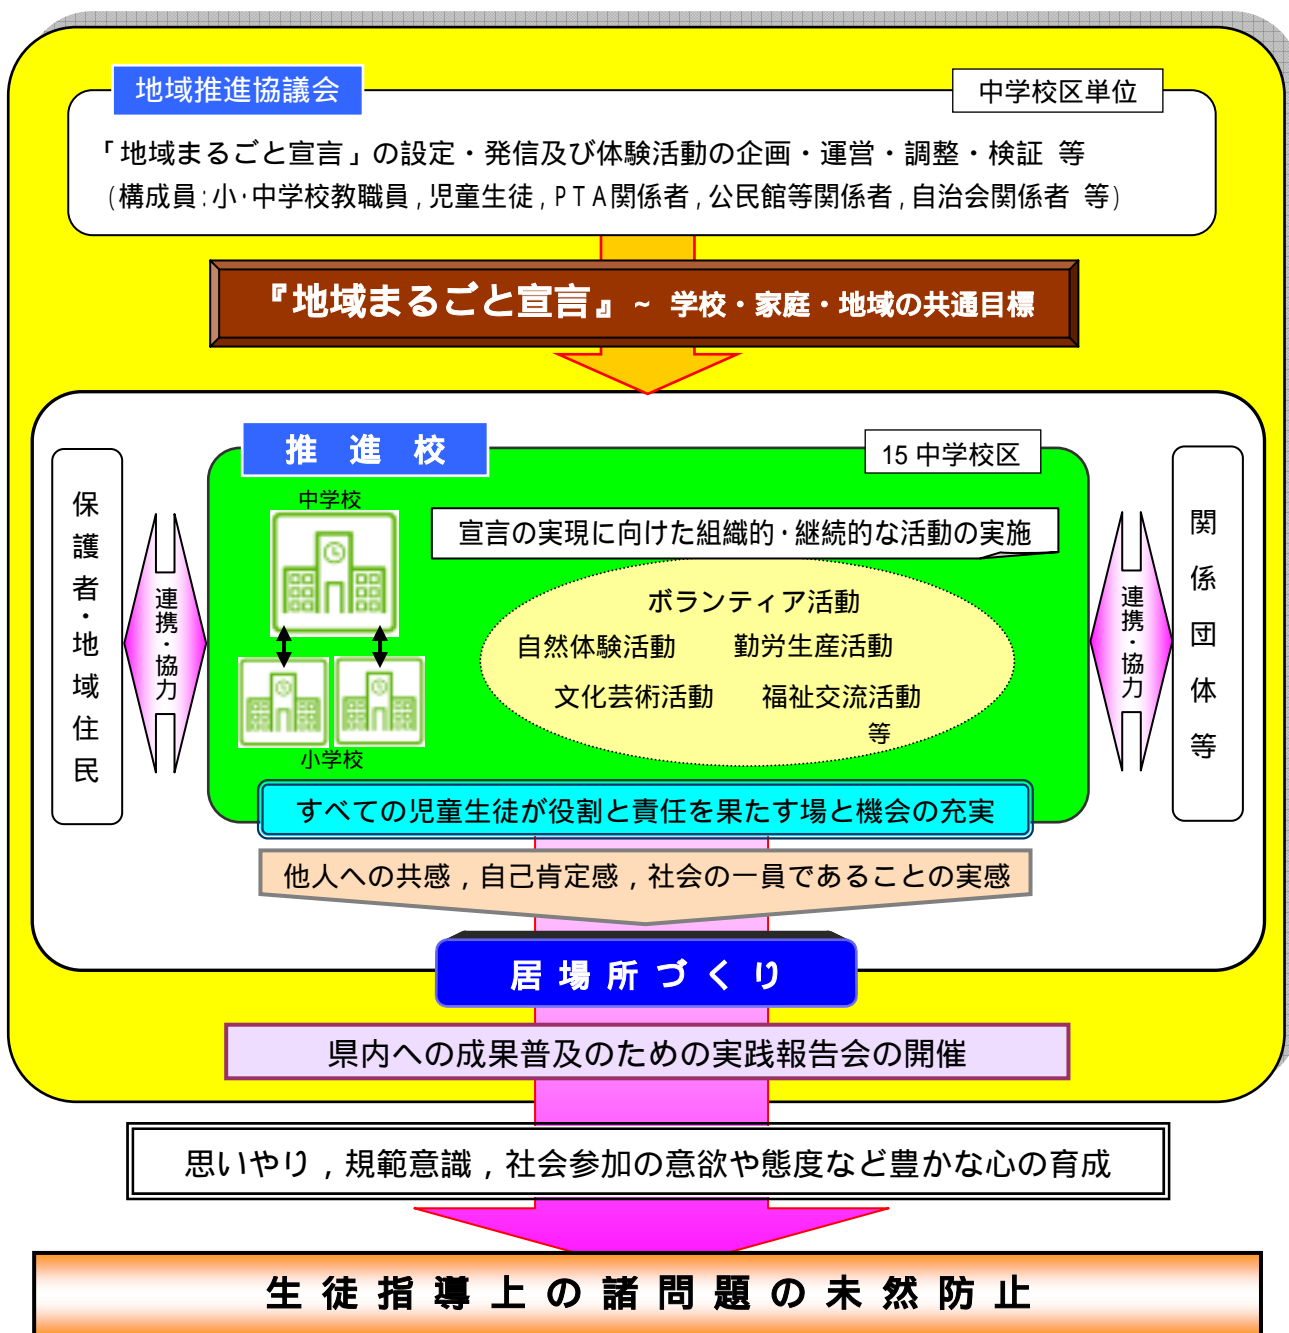 地域推進協議会
中学校区単位
「地域まるごと宣言」の設定・発信及び体験活動の企画・運営・調整・検証 等
(構成員:小・中学校教職員,児童生徒,PTA関係者,公民館等関係者,自治会関係者 等)
『地域まるごと宣言』~ 学校・家庭・地域の共通目標
推進校
15中学校区
保護者・地域住民
連携・協力
中学校
小学校
宣言の実現に向けた組織的・継続的な活動の実施
ボランティア活動
自然体験活動 勤労生産活動
文化芸術活動 福祉交流活動
等
連携・協力
関係団体等
すべての児童生徒が役割と責任を果たす場と機会の充実
他人への共感,自己肯定感,社会の一員であることの実感
居場所づくり
県内への成果普及のための実践報告会の開催
思いやり,規範意識,社会参加の意欲や態度など豊かな心の育成
生徒指導上の諸問題の未然防止